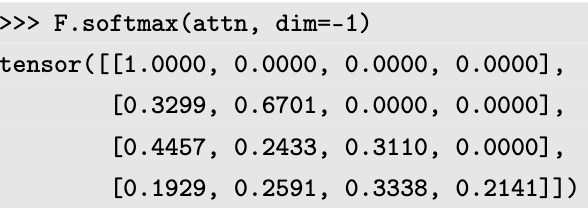 >>> F.softmax(attn, dim=-1)
tensor([[1.0000, 0.0000, 0.0000, 0.0000],
        [0.3299, 0.6701, 0.0000, 0.0000],
        [0.4457, 0.2433, 0.3110, 0.0000],
        [0.1929, 0.2591, 0.3338, 0.2141]])